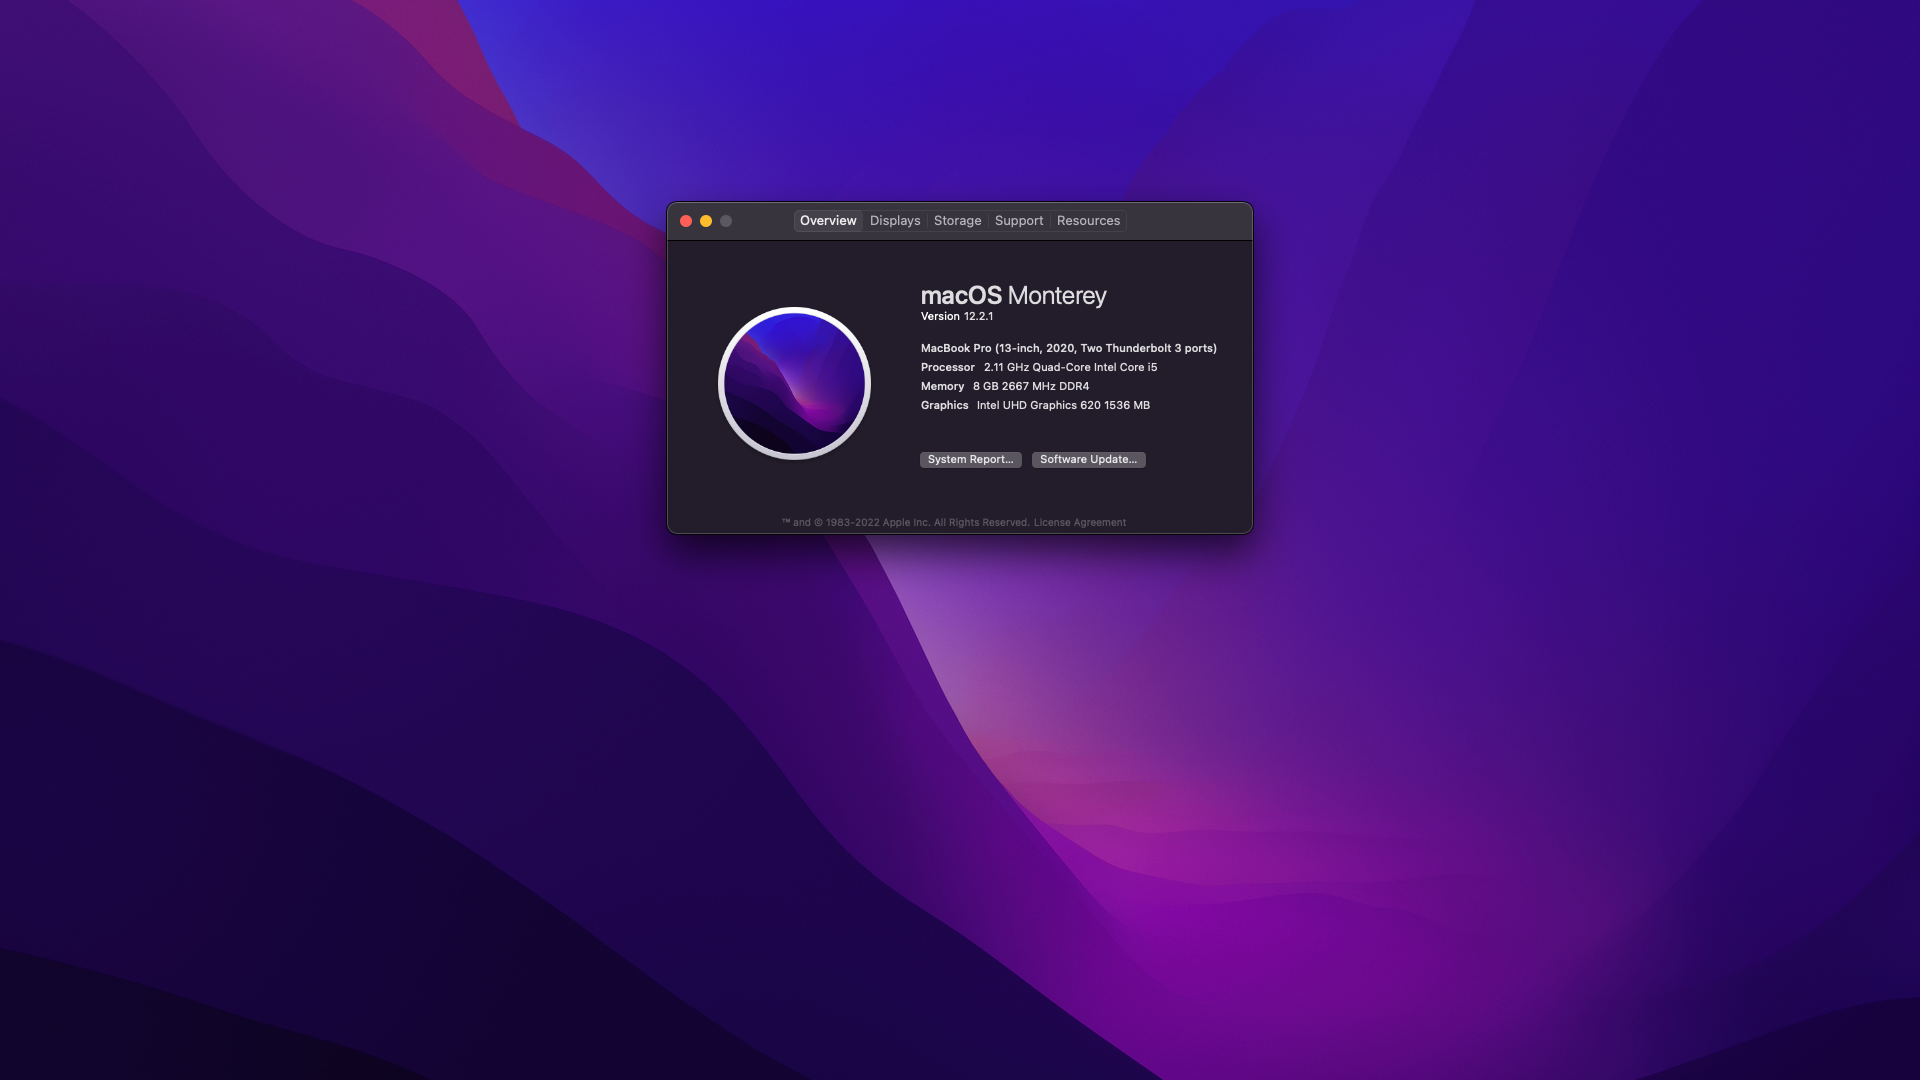 Overview Displays Storage Support Resources
macOS Monterey
Version 12.2.1
MacBook Pro (13-inch, 2020, Two Thunderbolt 3 ports)
Processor 2.11 GHz Quad-Core Intel Core i5
Memory 8 GB 2667 MHz DDR4
Graphics Intel UHD Graphics 620 1536 MB
System Report... Software Update...
™ and © 1983-2022 Apple Inc. All Rights Reserved. License Agreement